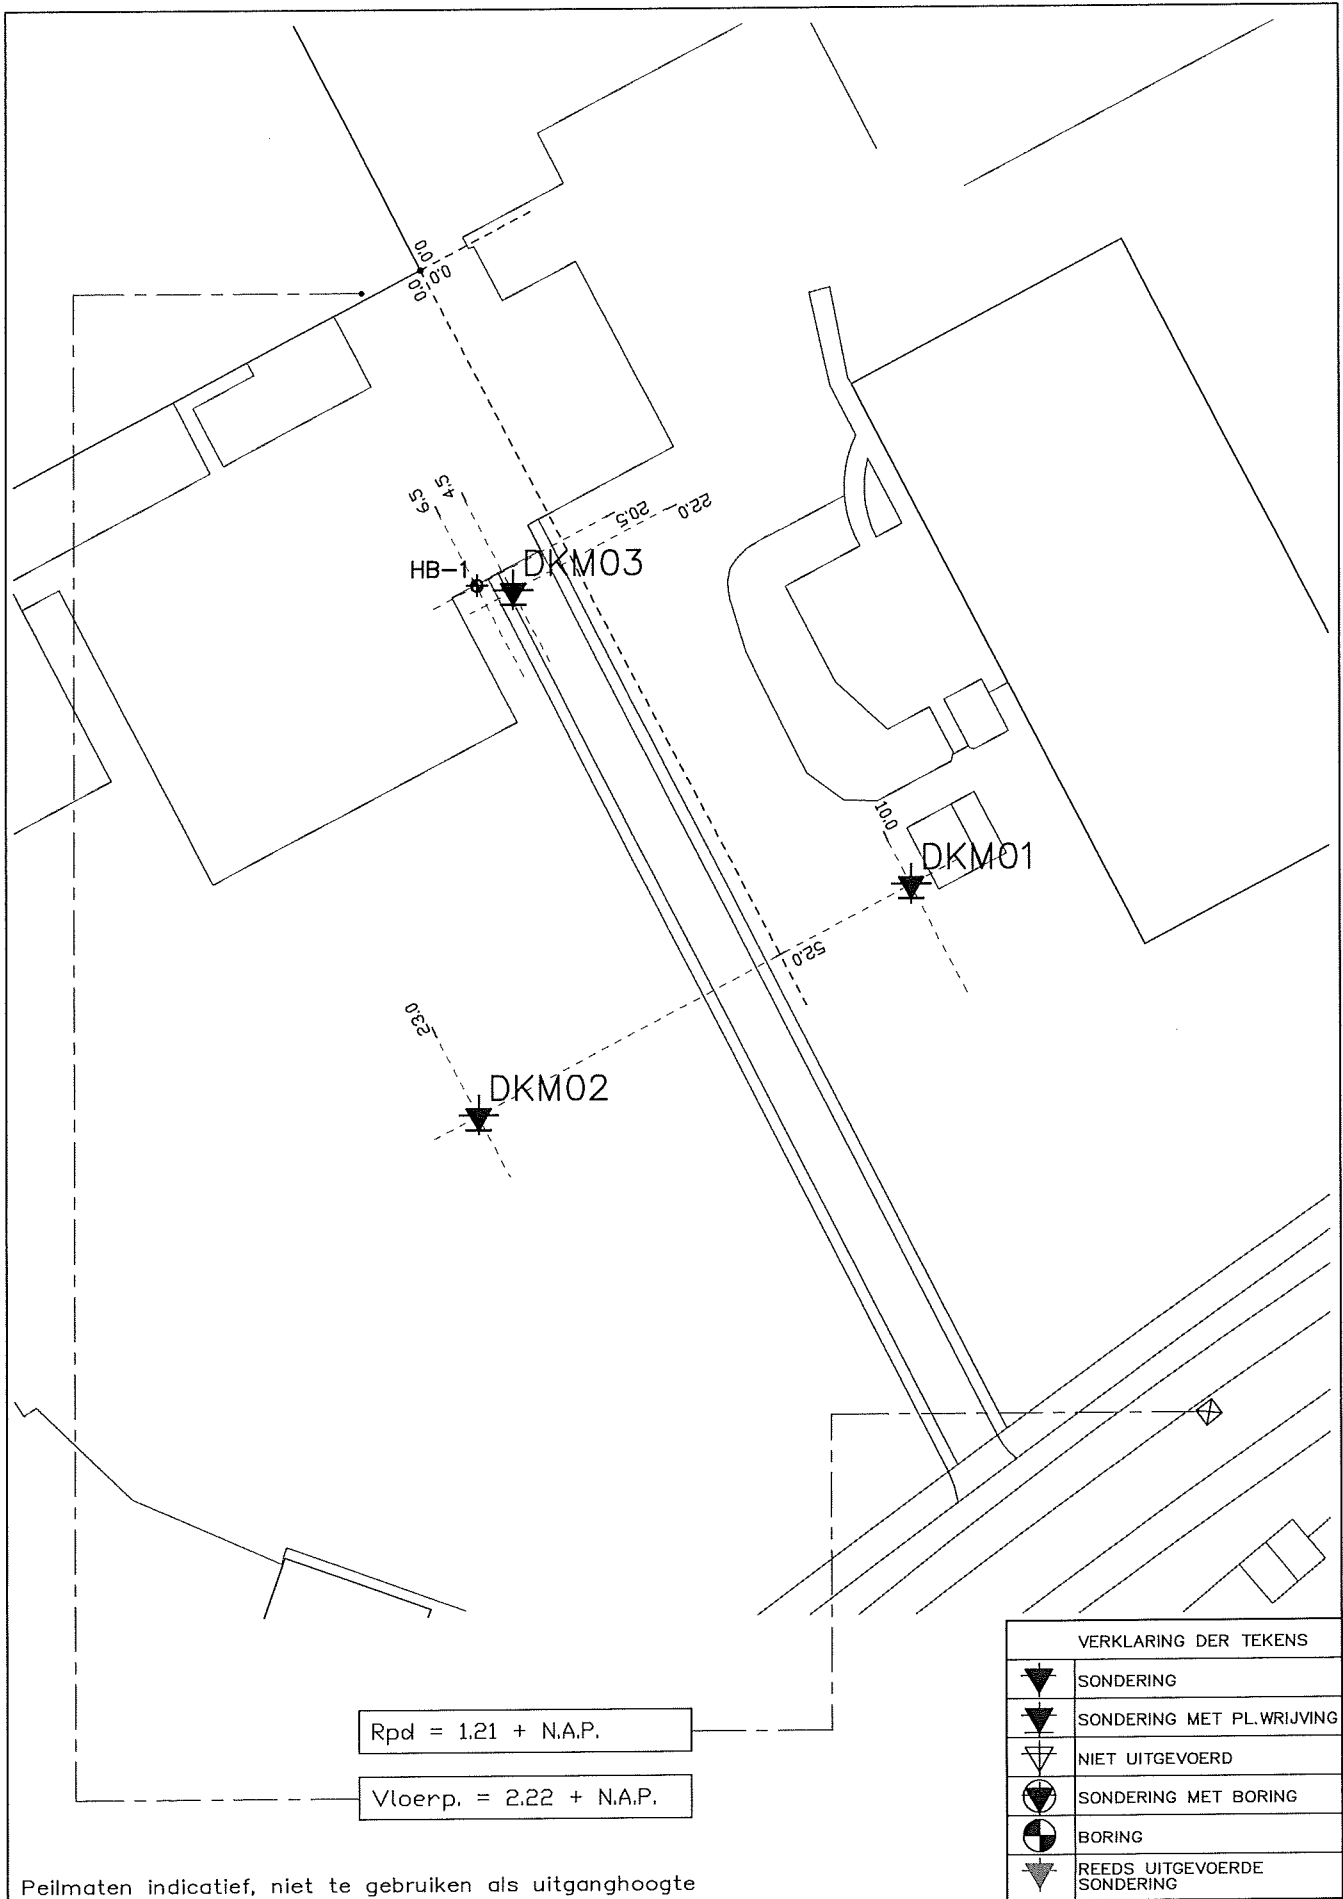 0.0
0.0
0.0
6.5
4.5
20.5
22.0
HB-1
DKM03
10.0
DKM01
52.0
23.0
DKM02
VERKLARING DER TEKENS
SONDERING
SONDERING MET PL.WRIJVING
NIET UITGEVOERD
SONDERING MET BORING
BORING
REEDS UITGEVOERDE
SONDERING
Rpd = 1.21 + N.A.P.
Vloerp. = 2.22 + N.A.P.
Peilmaten indicatief, niet te gebruiken als uitganghoogte